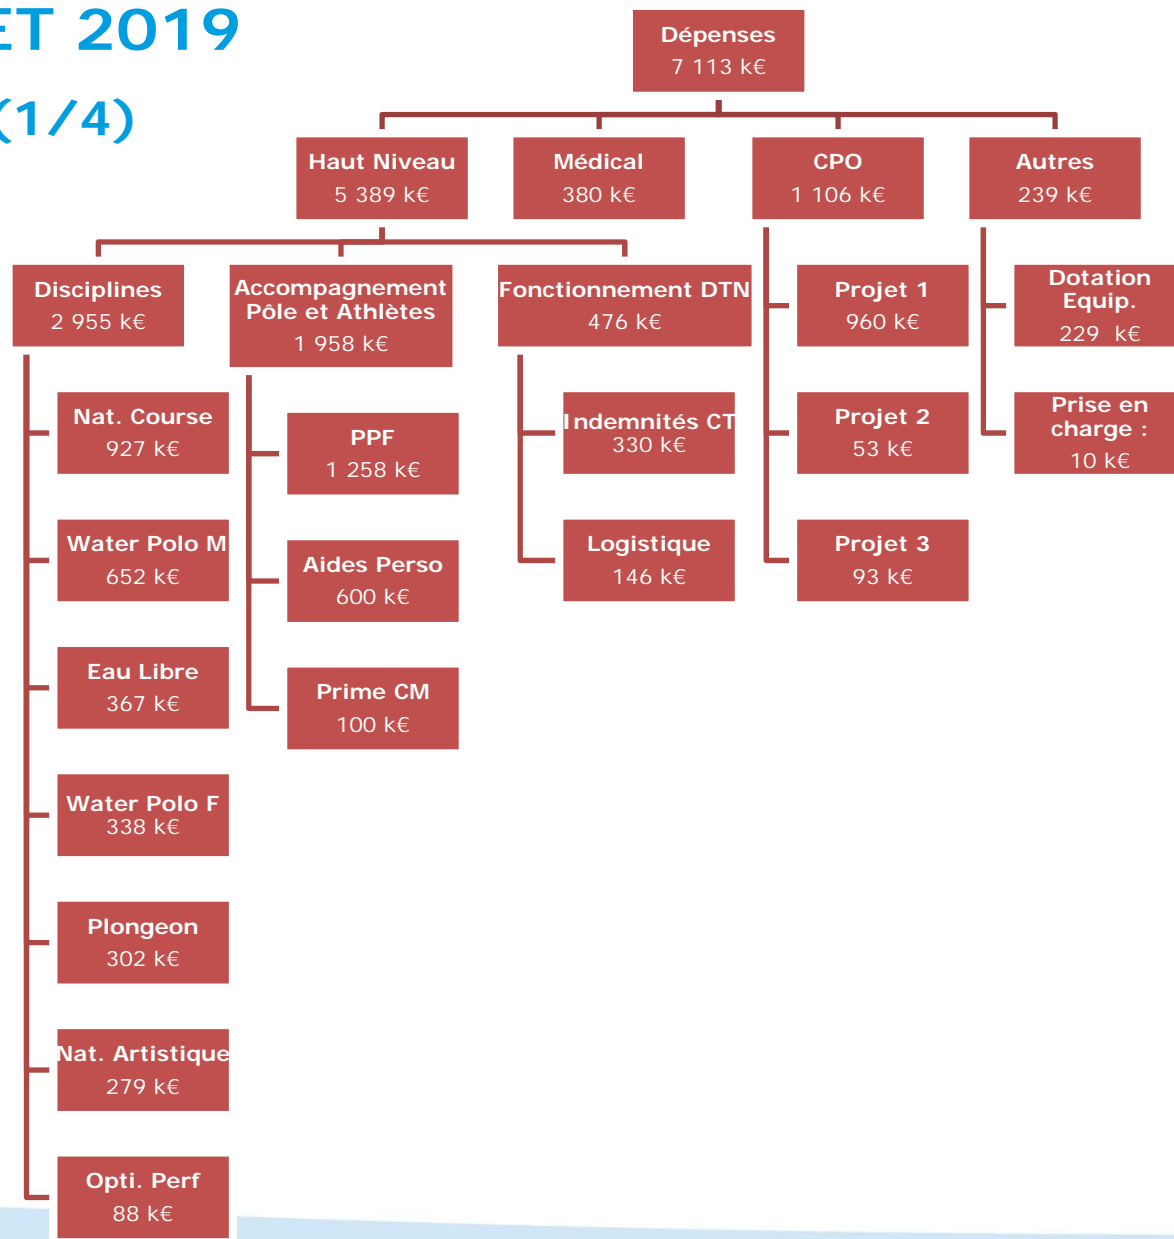 ET 2019
(1/4)
Dépenses
7 113 k€
Haut Niveau
5 389 k€
Médical
380 k€
CPO
1 106 k€
Autres
239 k€
Disciplines
2 955 k€
Accompagnement
Pôle et Athlètes
1 958 k€
Fonctionnement DTN
476 k€
Projet 1
960 k€
Dotation
Equip.
229 k€
Nat. Course
927 k€
PPF
1 258 k€
Indemnités CT
330 k€
Projet 2
53 k€
Prise en
charge :
10 k€
Water Polo M
652 k€
Aides Perso
600 k€
Logistique
146 k€
Projet 3
93 k€
Eau Libre
367 k€
Prime CM
100 k€
Water Polo F
338 k€
Plongeon
302 k€
Nat. Artistique
279 k€
Opti. Perf
88 k€